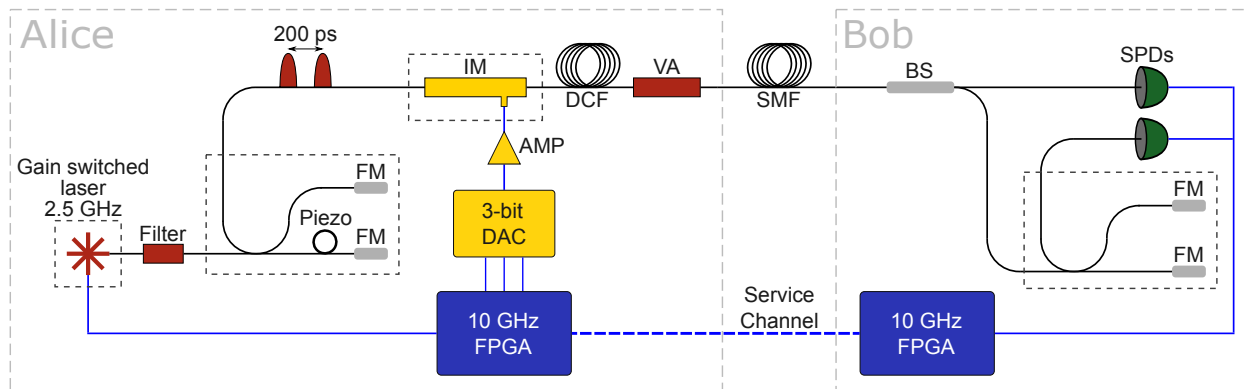 Alice
200 ps
IM
DCF
VA
SMF
Bob
BS
SPDs
AMP
Gain switched
laser
2.5 GHz
Filter
FM
Piezo
FM
3-bit
DAC
FM
FM
10 GHz
FPGA
Service
Channel
10 GHz
FPGA